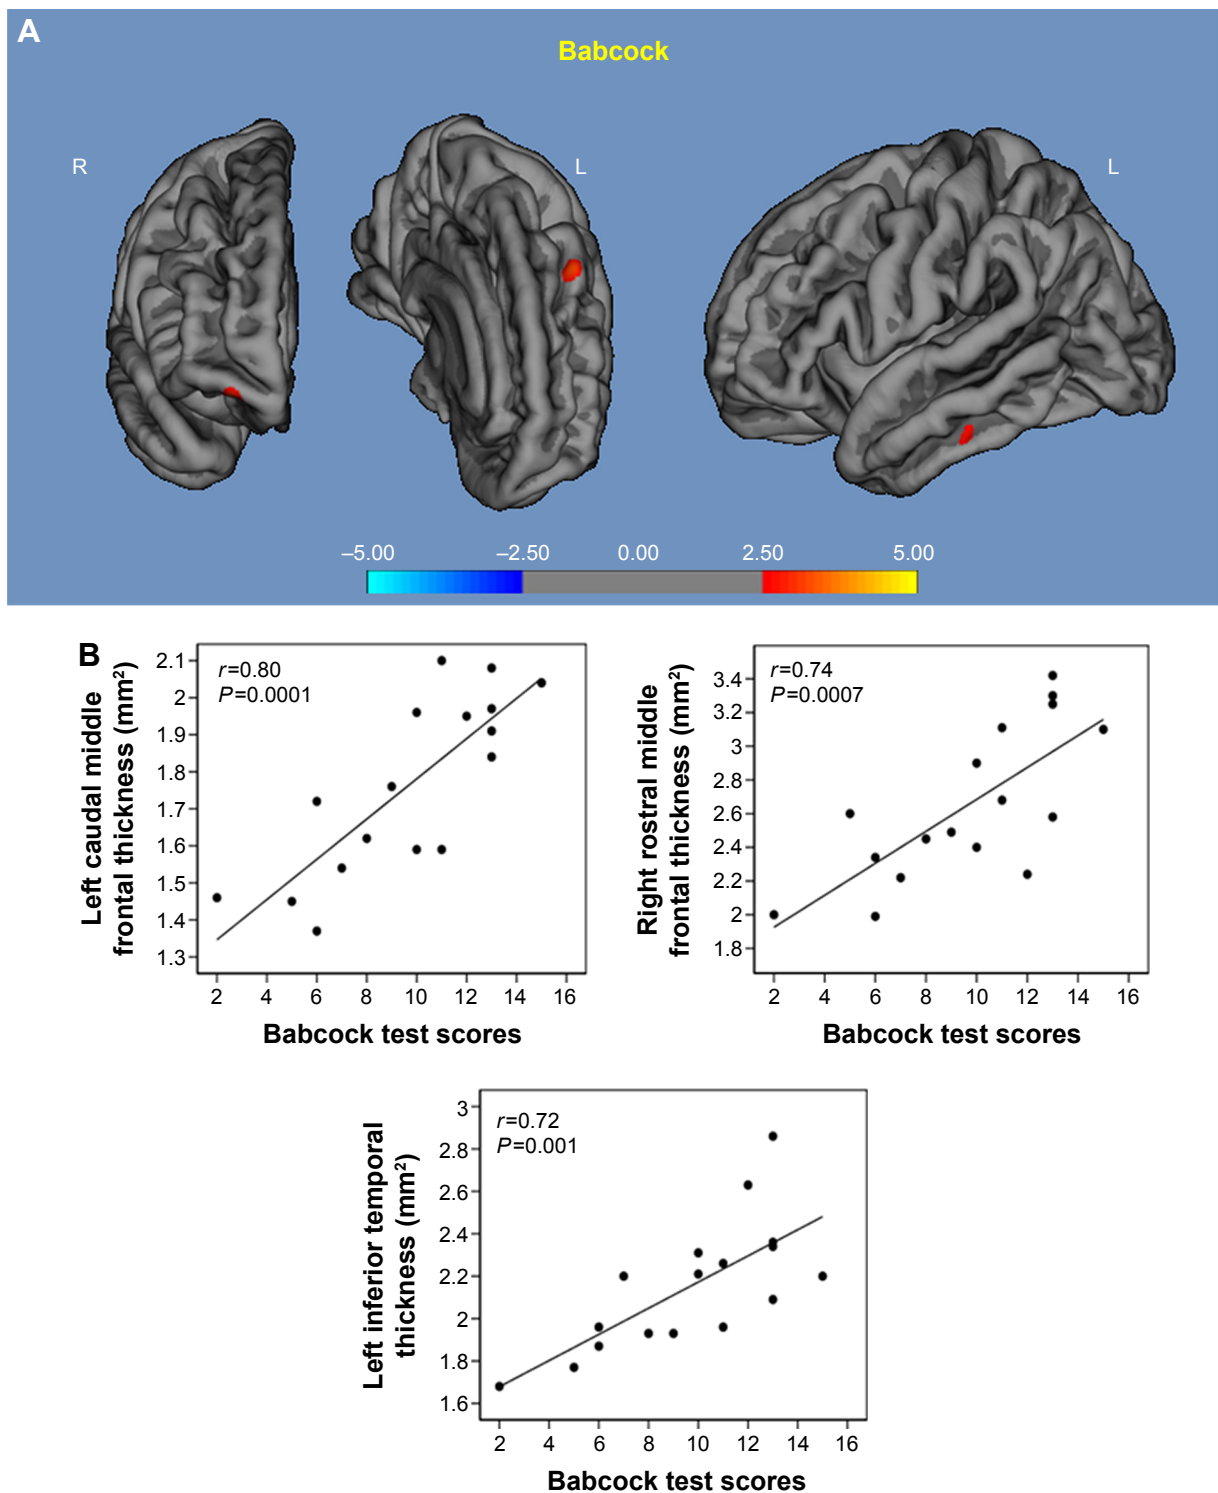 A
Babcock
R
L
L
–5.00 –2.50 0.00 2.50 5.00
B
r=0.80
P=0.0001
Left caudal middle
frontal thickness (mm²)
2.1
2
1.9
1.8
1.7
1.6
1.5
1.4
1.3
2 4 6 8 10 12 14 16
Babcock test scores
r=0.74
P=0.0007
Right rostral middle
frontal thickness (mm²)
3.4
3.2
3
2.8
2.6
2.4
2.2
2
1.8
2 4 6 8 10 12 14 16
Babcock test scores
r=0.72
P=0.001
Left inferior temporal
thickness (mm²)
3
2.8
2.6
2.4
2.2
2
1.8
1.6
2 4 6 8 10 12 14 16
Babcock test scores